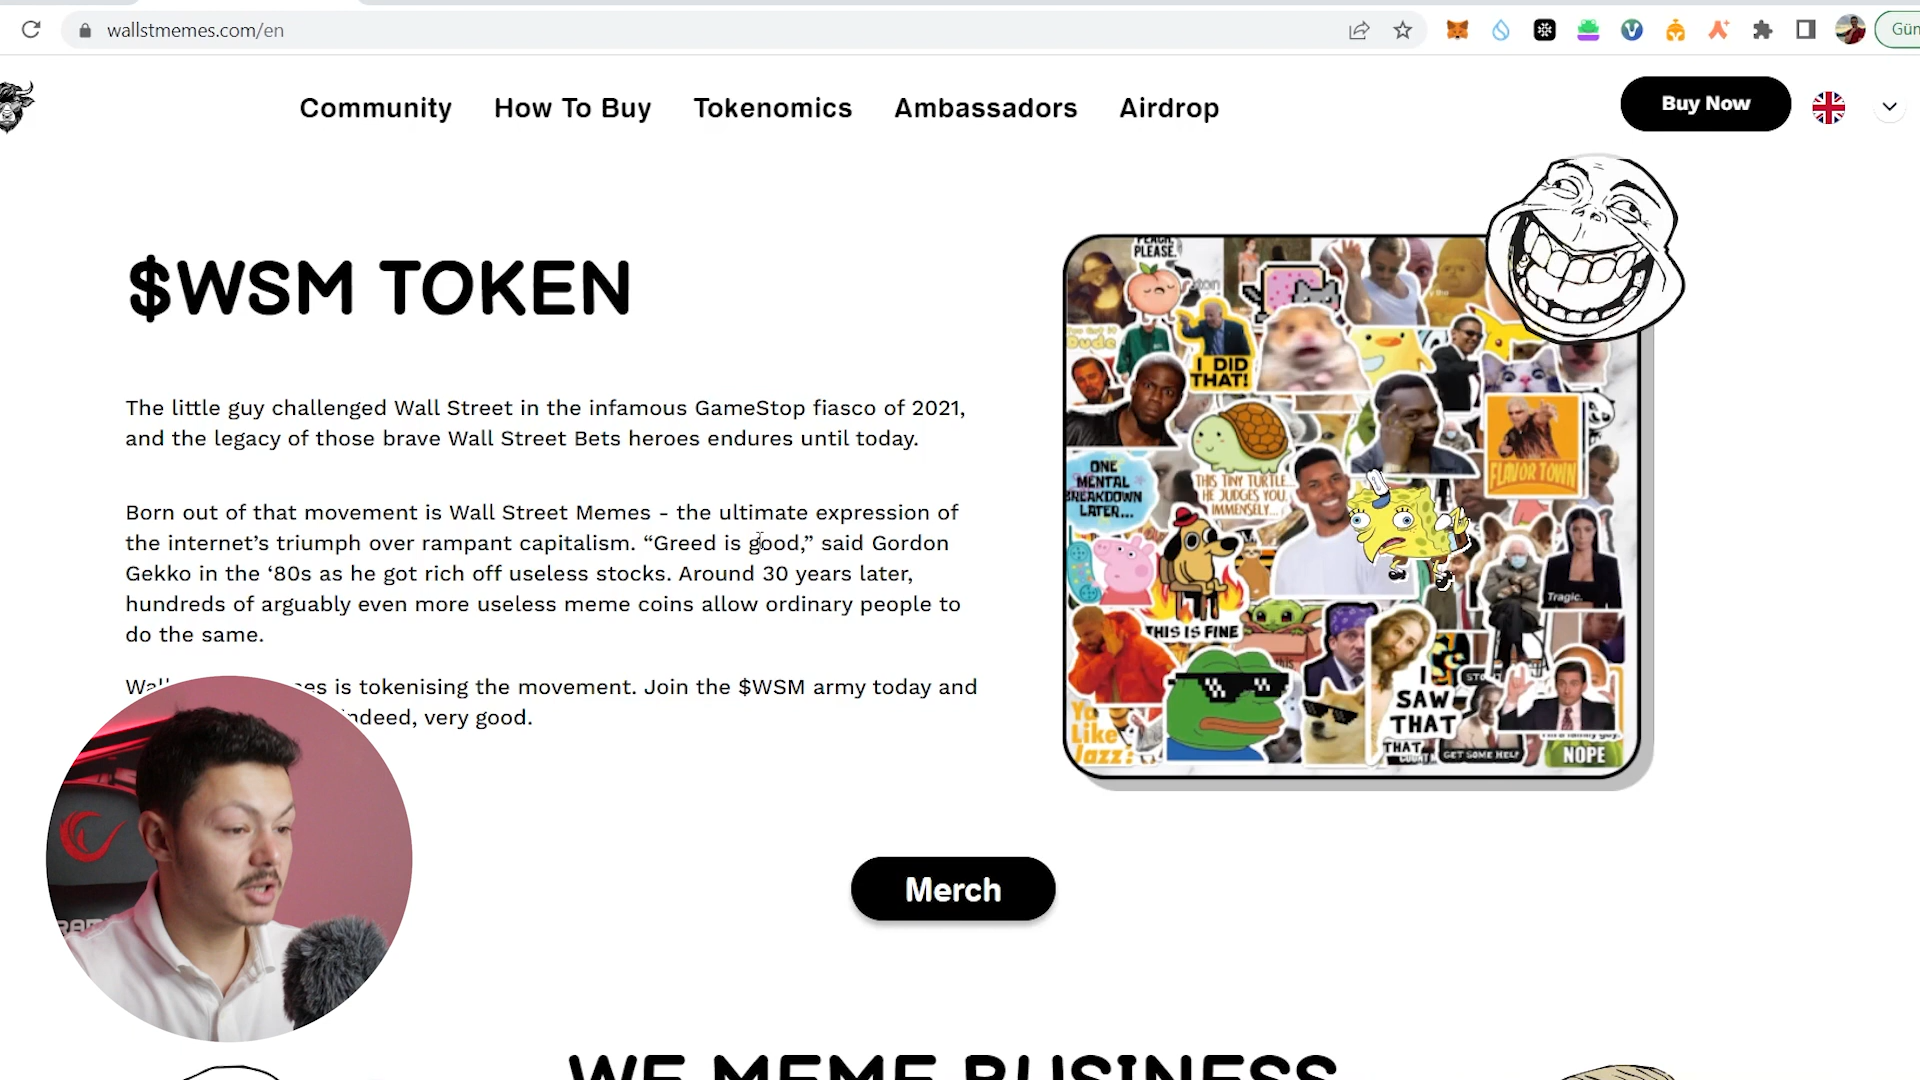 wallstmemes.com/en
Gün
Community
How To Buy
Tokenomics
Ambassadors
Airdrop
Buy Now
$WSM TOKEN
The little guy challenged Wall Street in the infamous GameStop fiasco of 2021,
and the legacy of those brave Wall Street Bets heroes endures until today.
Born out of that movement is Wall Street Memes - the ultimate expression of
the internet’s triumph over rampant capitalism. “Greed is good,” said Gordon
Gekko in the ‘80s as he got rich off useless stocks. Around 30 years later,
hundreds of arguably even more useless meme coins allow ordinary people to
do the same.
is tokenising the movement. Join the $WSM army today and
indeed, very good.
PLEASE.
I DID
THAT!
Dude
ONE
MENTAL
BREAKDOWN
LATER...
THIS TINY TURTLE...
HE JUDGES YOU.
IMMENSELY...
FLAVOR TOWN
Tragic.
THIS IS FINE
I
SAW
THAT
Ya
Like
Jazz?
THAT
GET SOME HELP
NOPE
Merch
WE MEME BUSINESS